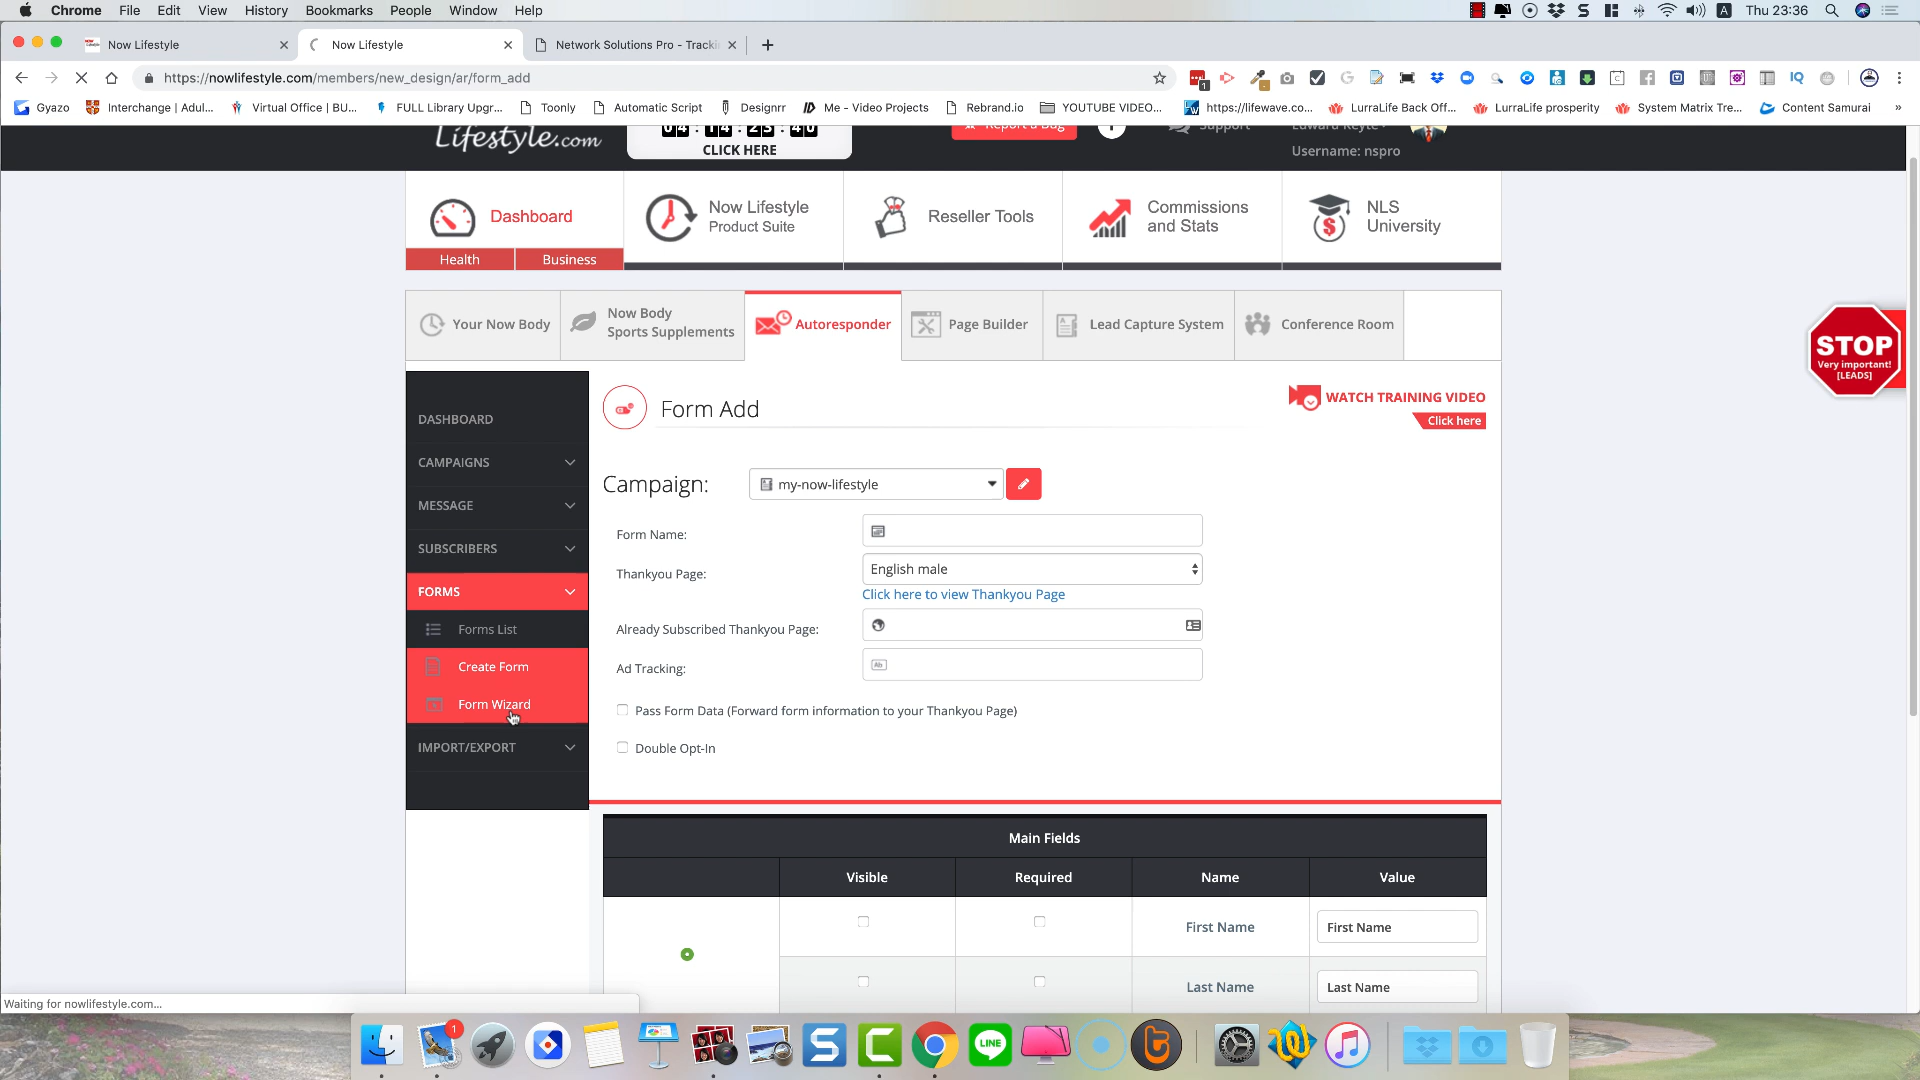 Chrome File Edit View History Bookmarks People Window Help
A Thu 23:36
Now Lifestyle
Now Lifestyle
Network Solutions Pro - Tracki
https://nowlifestyle.com/members/new_design/ar/form_add
Gyazo
Interchange | Adul...
Virtual Office | BU...
FULL Library Upgr...
Toonly
Automatic Script
Designrr
Me - Video Projects
Rebrand.io
YOUTUBE VIDEO...
https://lifewave.co...
LurraLife Back Off...
LurraLife prosperity
System Matrix Tre...
Content Samurai
»
Lifestyle.com
CLICK HERE
Report a Bug
Support
Username: nspro
Dashboard
Health
Business
Now Lifestyle
Product Suite
Reseller Tools
Commissions
and Stats
NLS
University
Your Now Body
Now Body
Sports Supplements
Autoresponder
Page Builder
Lead Capture System
Conference Room
STOP
Very important!
[LEADS]
DASHBOARD
CAMPAIGNS
MESSAGE
SUBSCRIBERS
FORMS
Forms List
Create Form
Form Wizard
IMPORT/EXPORT
Form Add
WATCH TRAINING VIDEO
Click here
Campaign:
my-now-lifestyle
Form Name:
Thankyou Page:
English male
Click here to view Thankyou Page
Already Subscribed Thankyou Page:
Ad Tracking:
Ab
Pass Form Data (Forward form information to your Thankyou Page)
Double Opt-In
Main Fields
Visible
Required
Name
Value
First Name
First Name
Last Name
Last Name
Waiting for nowlifestyle.com...
1
LINE